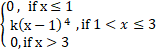 0 , if x ≤ 1
k(x − 1) ⁴ , if 1 < x ≤ 3
0, if x > 3